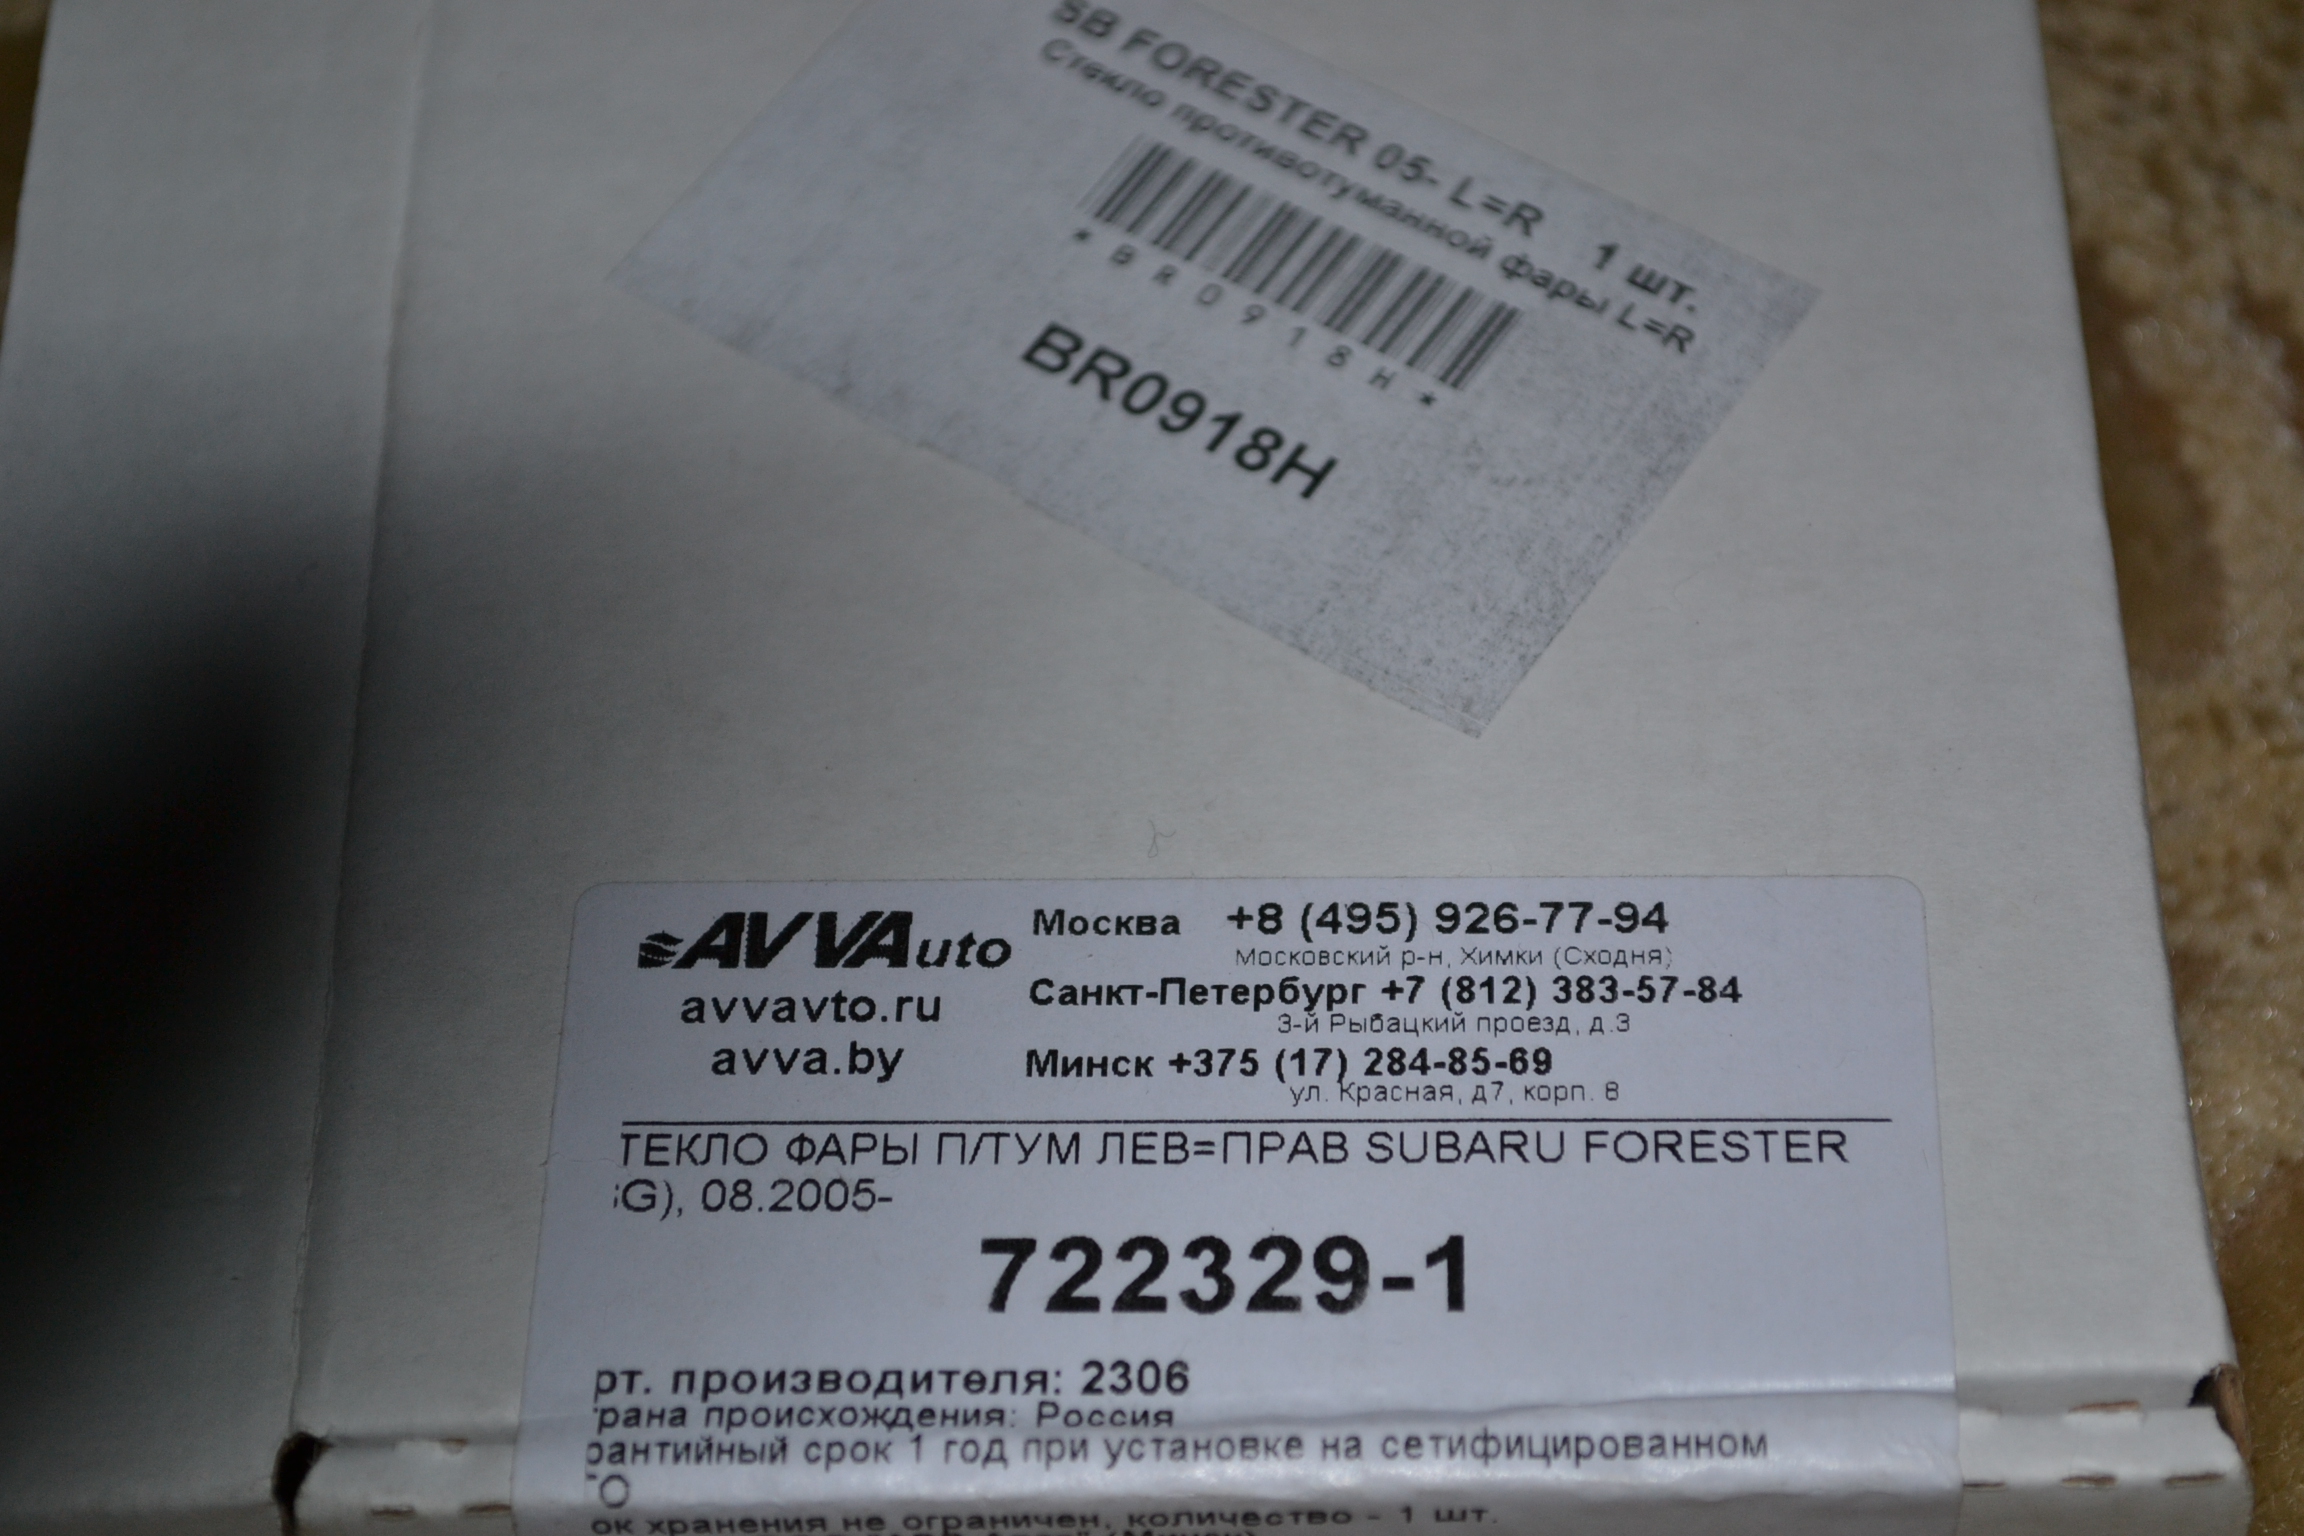 SB FORESTER 05- L=R 1 шт.
Стекло противотуманной фары L=R
*BR0918H*
BR0918H
AVVAuto
avvavto.ru
avva.by
Москва +8 (495) 926-77-94
Московский р-н, Химки (Сходня)
Санкт-Петербург +7 (812) 383-57-84
3-й Рыбацкий проезд, д.3
Минск +375 (17) 284-85-69
ул. Красная, д7, корп. 8
ТЕКЛО ФАРЫ П/ТУМ ЛЕВ=ПРАВ SUBARU FORESTER
G), 08.2005-
722329-1
рт. производителя: 2306
рана происхождения: Россия
рантийный срок 1 год при установке на сетифицированном
ТО
ок хранения не ограничен, количество - 1 шт.